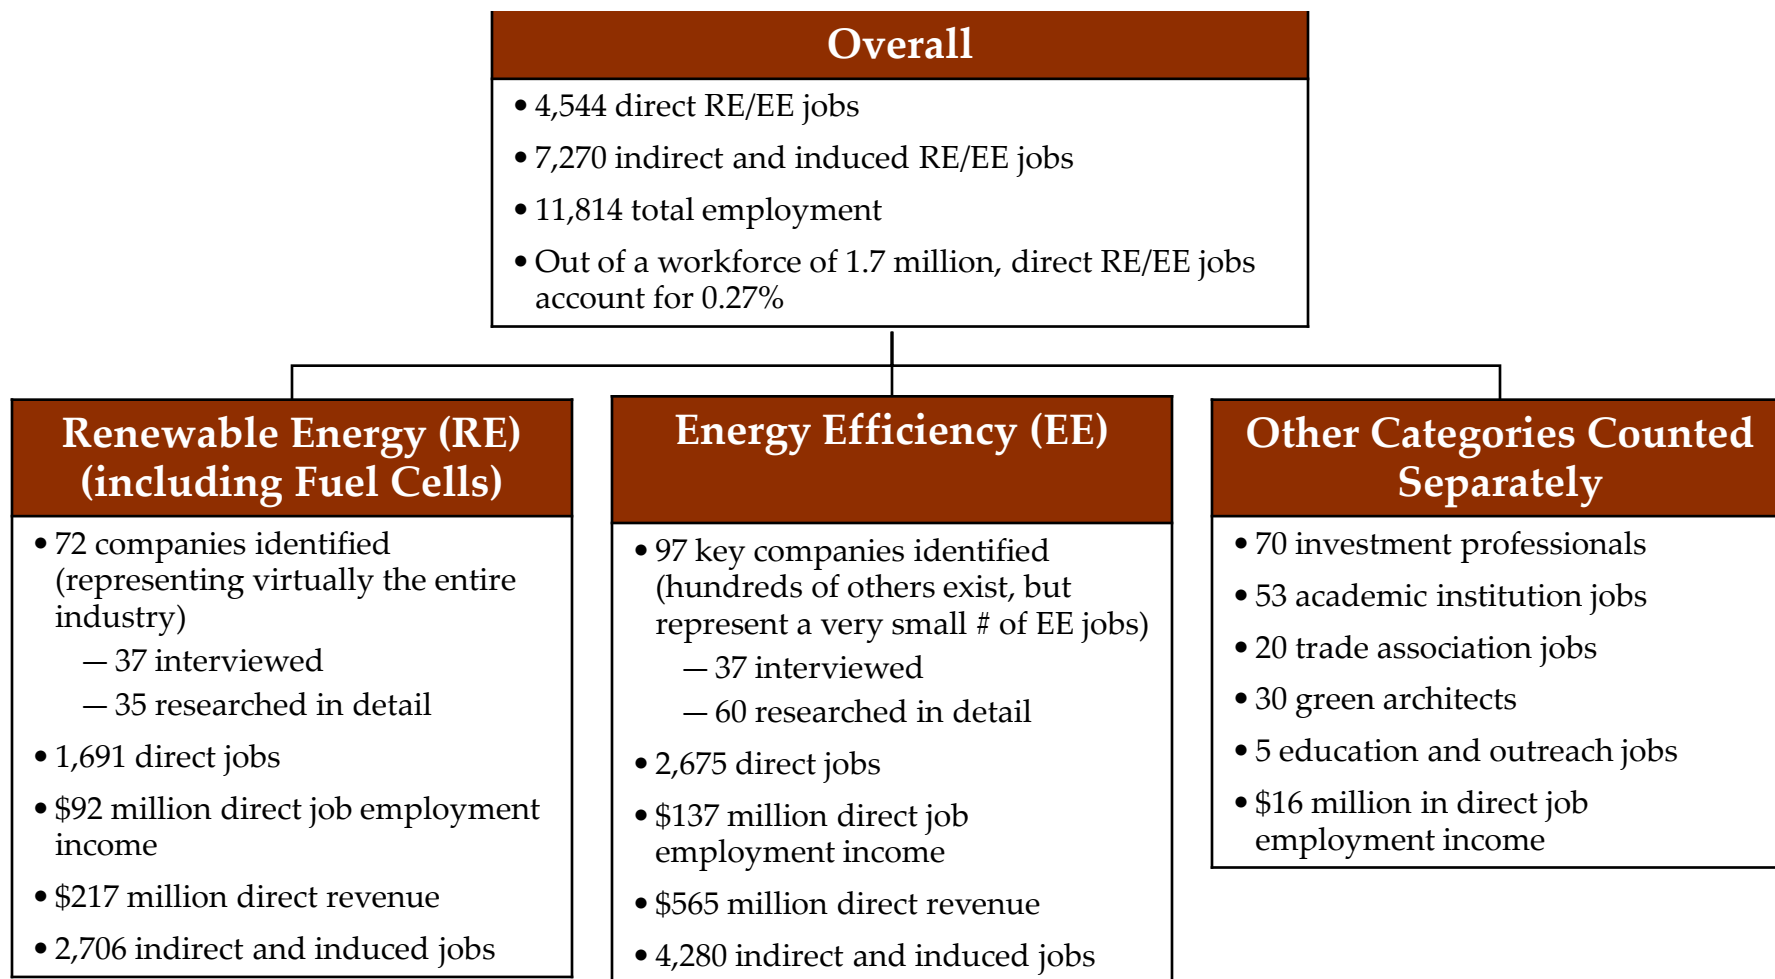 Overall
• 4,544 direct RE/EE jobs
• 7,270 indirect and induced RE/EE jobs
• 11,814 total employment
• Out of a workforce of 1.7 million, direct RE/EE jobs
account for 0.27%
Renewable Energy (RE)
(including Fuel Cells)
• 72 companies identified
(representing virtually the entire
industry)
— 37 interviewed
— 35 researched in detail
• 1,691 direct jobs
• $92 million direct job employment
income
• $217 million direct revenue
• 2,706 indirect and induced jobs
Energy Efficiency (EE)
• 97 key companies identified
(hundreds of others exist, but
represent a very small # of EE jobs)
— 37 interviewed
— 60 researched in detail
• 2,675 direct jobs
• $137 million direct job
employment income
• $565 million direct revenue
• 4,280 indirect and induced jobs
Other Categories Counted
Separately
• 70 investment professionals
• 53 academic institution jobs
• 20 trade association jobs
• 30 green architects
• 5 education and outreach jobs
• $16 million in direct job
employment income